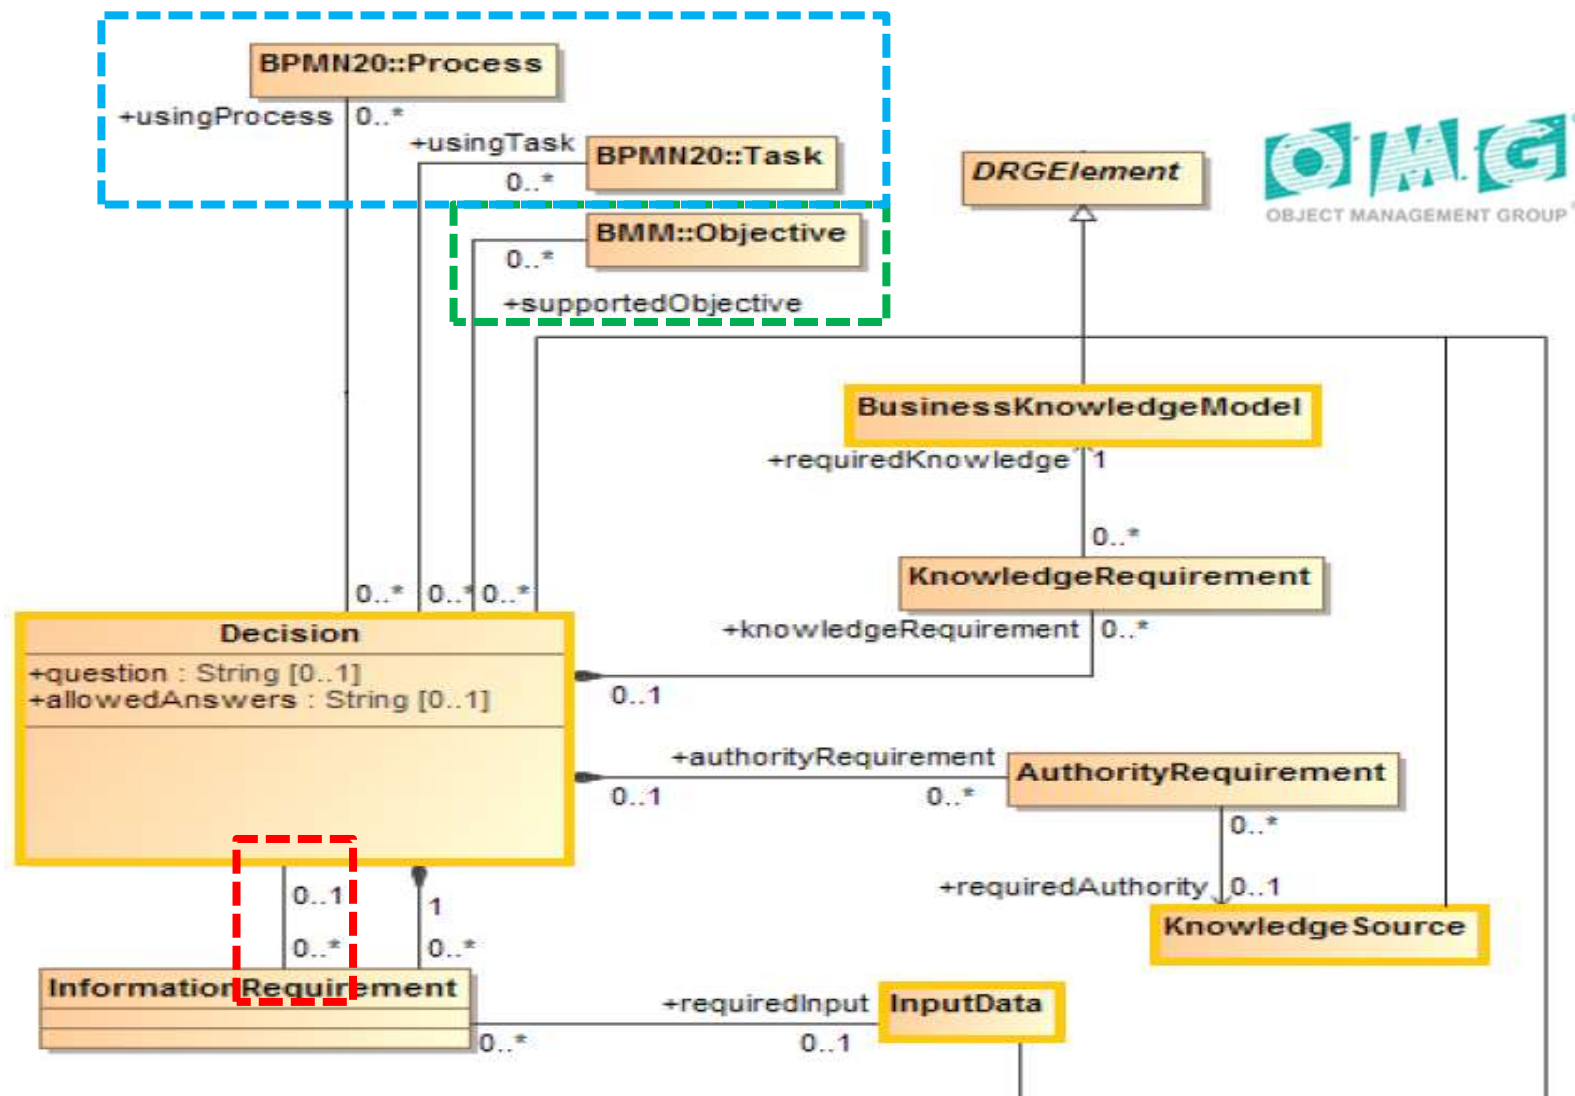 BPMN20::Process
+usingProcess
0..*
+usingTask
BPMN20::Task
0..*
BMM::Objective
0..*
+supportedObjective
DRGElement
OMG
OBJECT MANAGEMENT GROUP
BusinessKnowledgeModel
+requiredKnowledge
1
0..*
KnowledgeRequirement
+knowledgeRequirement
0..*
0..*
0..*
0..*
Decision
+question : String [0..1]
+allowedAnswers : String [0..1]
0..1
+authorityRequirement
AuthorityRequirement
0..1
0..*
0..*
+requiredAuthority
0..1
KnowledgeSource
0..1
1
0..*
0..*
InformationRequirement
+requiredInput
InputData
0..*
0..1